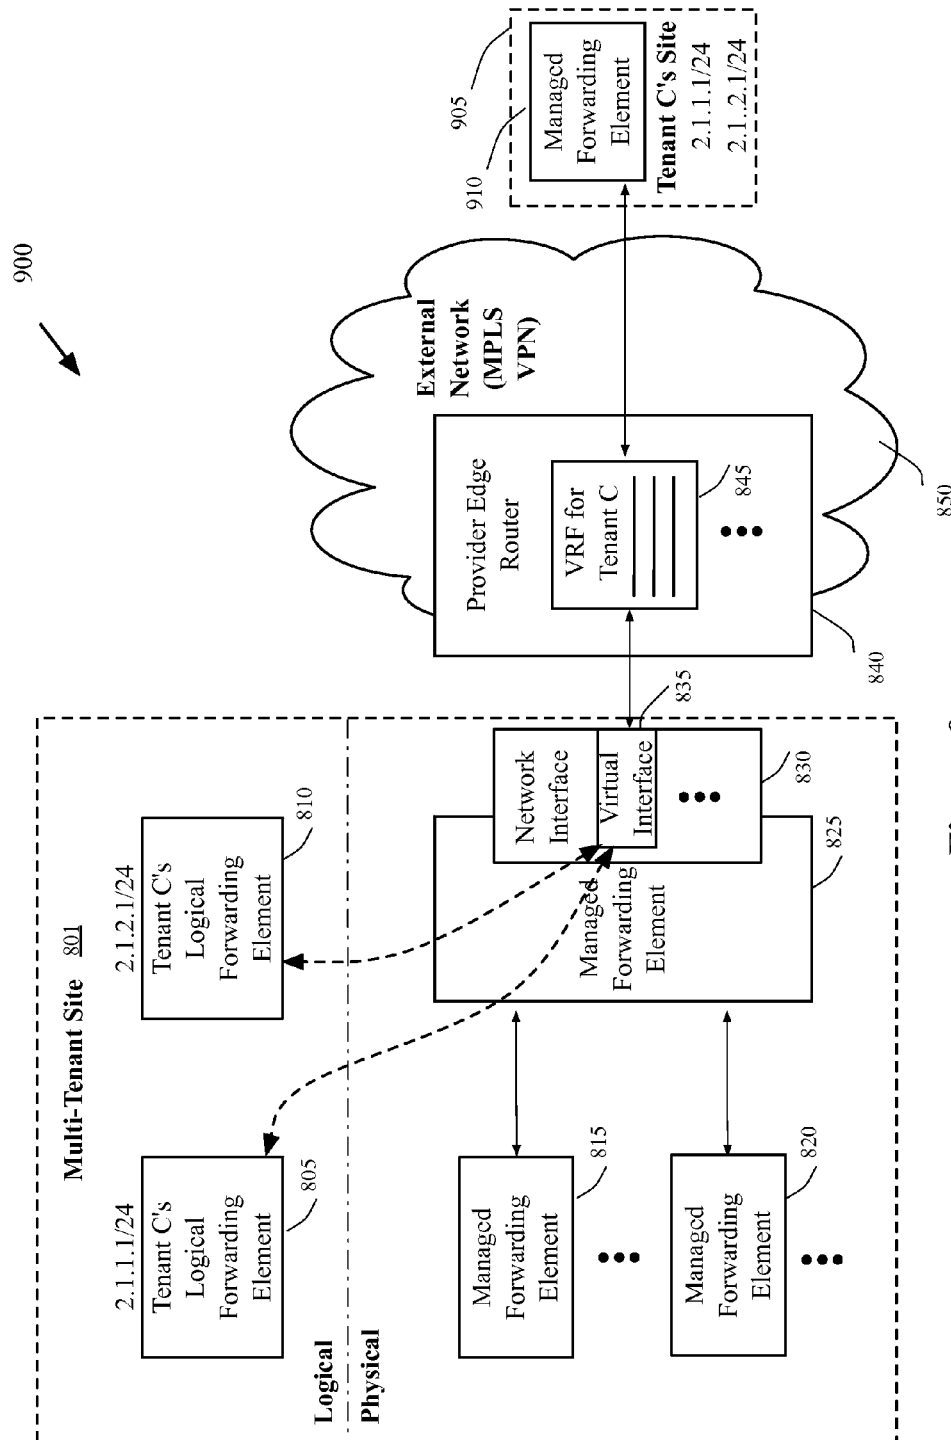 900
Multi-Tenant Site 801
2.1.1.1/24
Tenant C's
Logical
Forwarding
Element
805
2.1.2.1/24
Tenant C's
Logical
Forwarding
Element
810
Logical
Physical
Managed
Forwarding
Element
815
Managed
Forwarding
Element
820
Managed
Forwarding
Element
825
Network
Interface
Virtual
Interface
830
835
Provider Edge
Router
VRF for
Tenant C
845
840
External
Network
(MPLS
VPN)
850
905
910
Managed
Forwarding
Element
Tenant C's Site
2.1.1.1/24
2.1..2.1/24